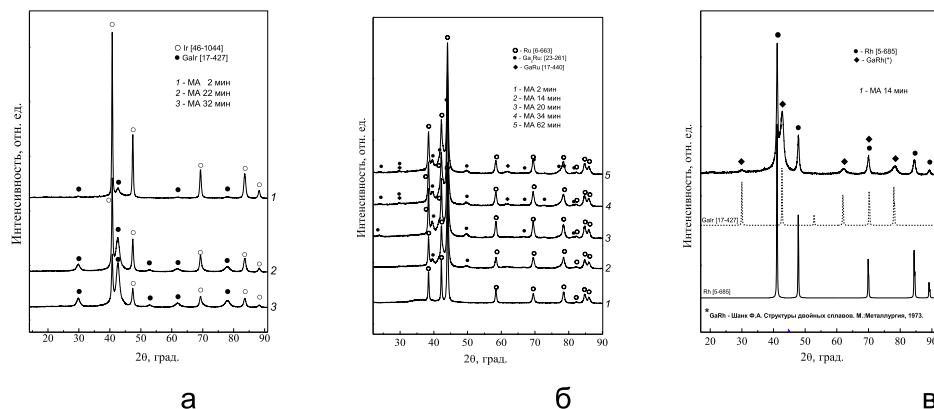 Интенсивность, отн. ед.
○ Ir [46-1044]
● GaIr [17-427]
1 - МА 2 мин
2 - МА 22 мин
3 - МА 32 мин
1
2
3
20 30 40 50 60 70 80 90
2θ, град.
а
Интенсивность, отн. ед.
- Ru [6-663]
- GaRu [17-440]
1 - МА 2 мин
2 - МА 14 мин
3 - МА 20 мин
4 - МА 34 мин
5 - МА 62 мин
5
4
3
2
1
30 40 50 60 70 80 90
2θ, град.
б
Интенсивность, отн. ед.
● - Rh [5-685]
◆ - GaRh(*)
1 - МА 14 мин
GaIr [17-427]
Rh [5-685]
* GaRh - Шанк Ф.А. Структуры двойных сплавов. М.:Металлургия, 1973.
20 30 40 50 60 70 80 90
2θ, град.
в